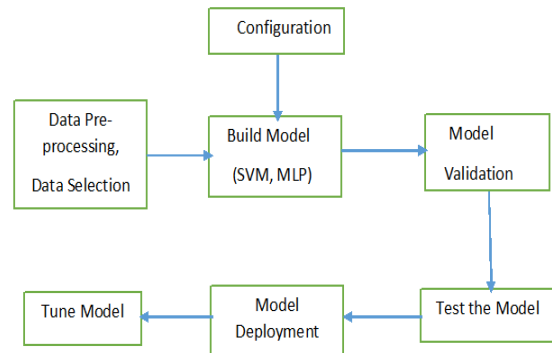 Configuration
Data Pre-
processing,
Data Selection
Build Model
(SVM, MLP)
Model
Validation
Tune Model
Model
Deployment
Test the Model